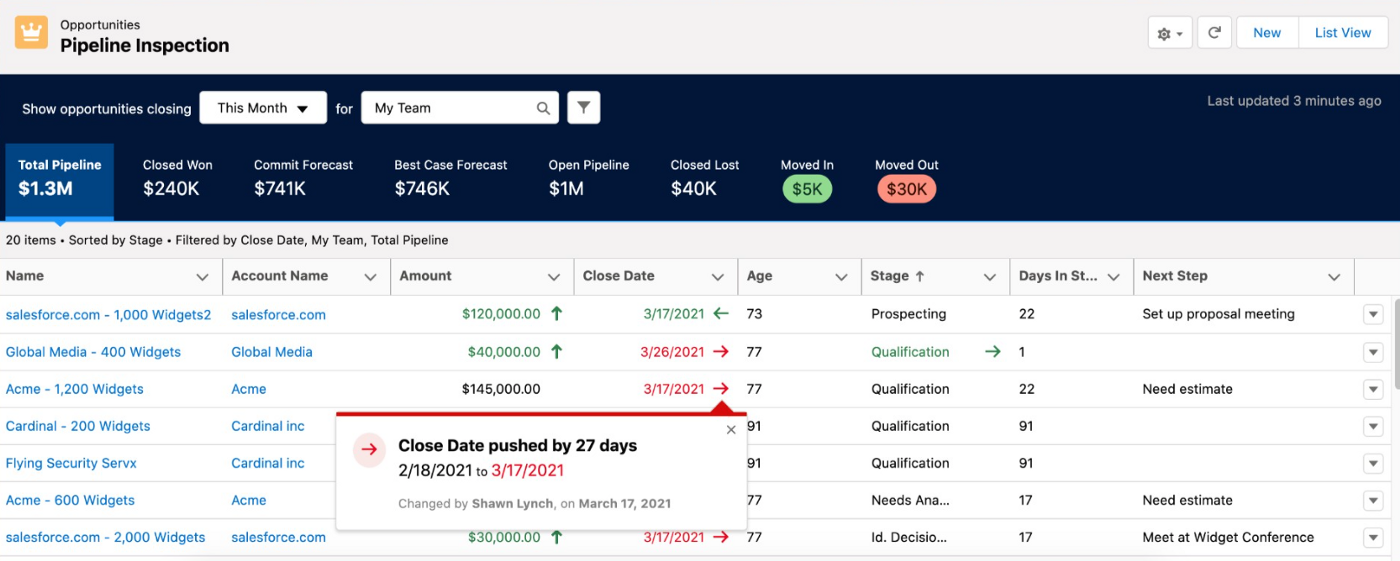 Opportunities
Pipeline Inspection
New
List View
Show opportunities closing This Month for My Team
Last updated 3 minutes ago
Total Pipeline Closed Won Commit Forecast Best Case Forecast Open Pipeline Closed Lost Moved In Moved Out
$1.3M $240K $741K $746K $1M $40K $5K $30K
20 items • Sorted by Stage • Filtered by Close Date, My Team, Total Pipeline
Name Account Name Amount Close Date Age Stage ↑ Days In St... Next Step
salesforce.com - 1,000 Widgets2 salesforce.com $120,000.00 ↑ 3/17/2021 ← 73 Prospecting 22 Set up proposal meeting
Global Media - 400 Widgets Global Media $40,000.00 ↑ 3/26/2021 → 77 Qualification → 1
Acme - 1,200 Widgets Acme $145,000.00 3/17/2021 → 77 Qualification 22 Need estimate
Cardinal - 200 Widgets Cardinal inc 91 Qualification 91
Flying Security Servx Cardinal inc 91 Qualification 91
Acme - 600 Widgets Acme 77 Needs Ana... 17 Need estimate
salesforce.com - 2,000 Widgets salesforce.com $30,000.00 ↑ 3/17/2021 → 77 Id. Decisio... 17 Meet at Widget Conference
Close Date pushed by 27 days
2/18/2021 to 3/17/2021
Changed by Shawn Lynch, on March 17, 2021